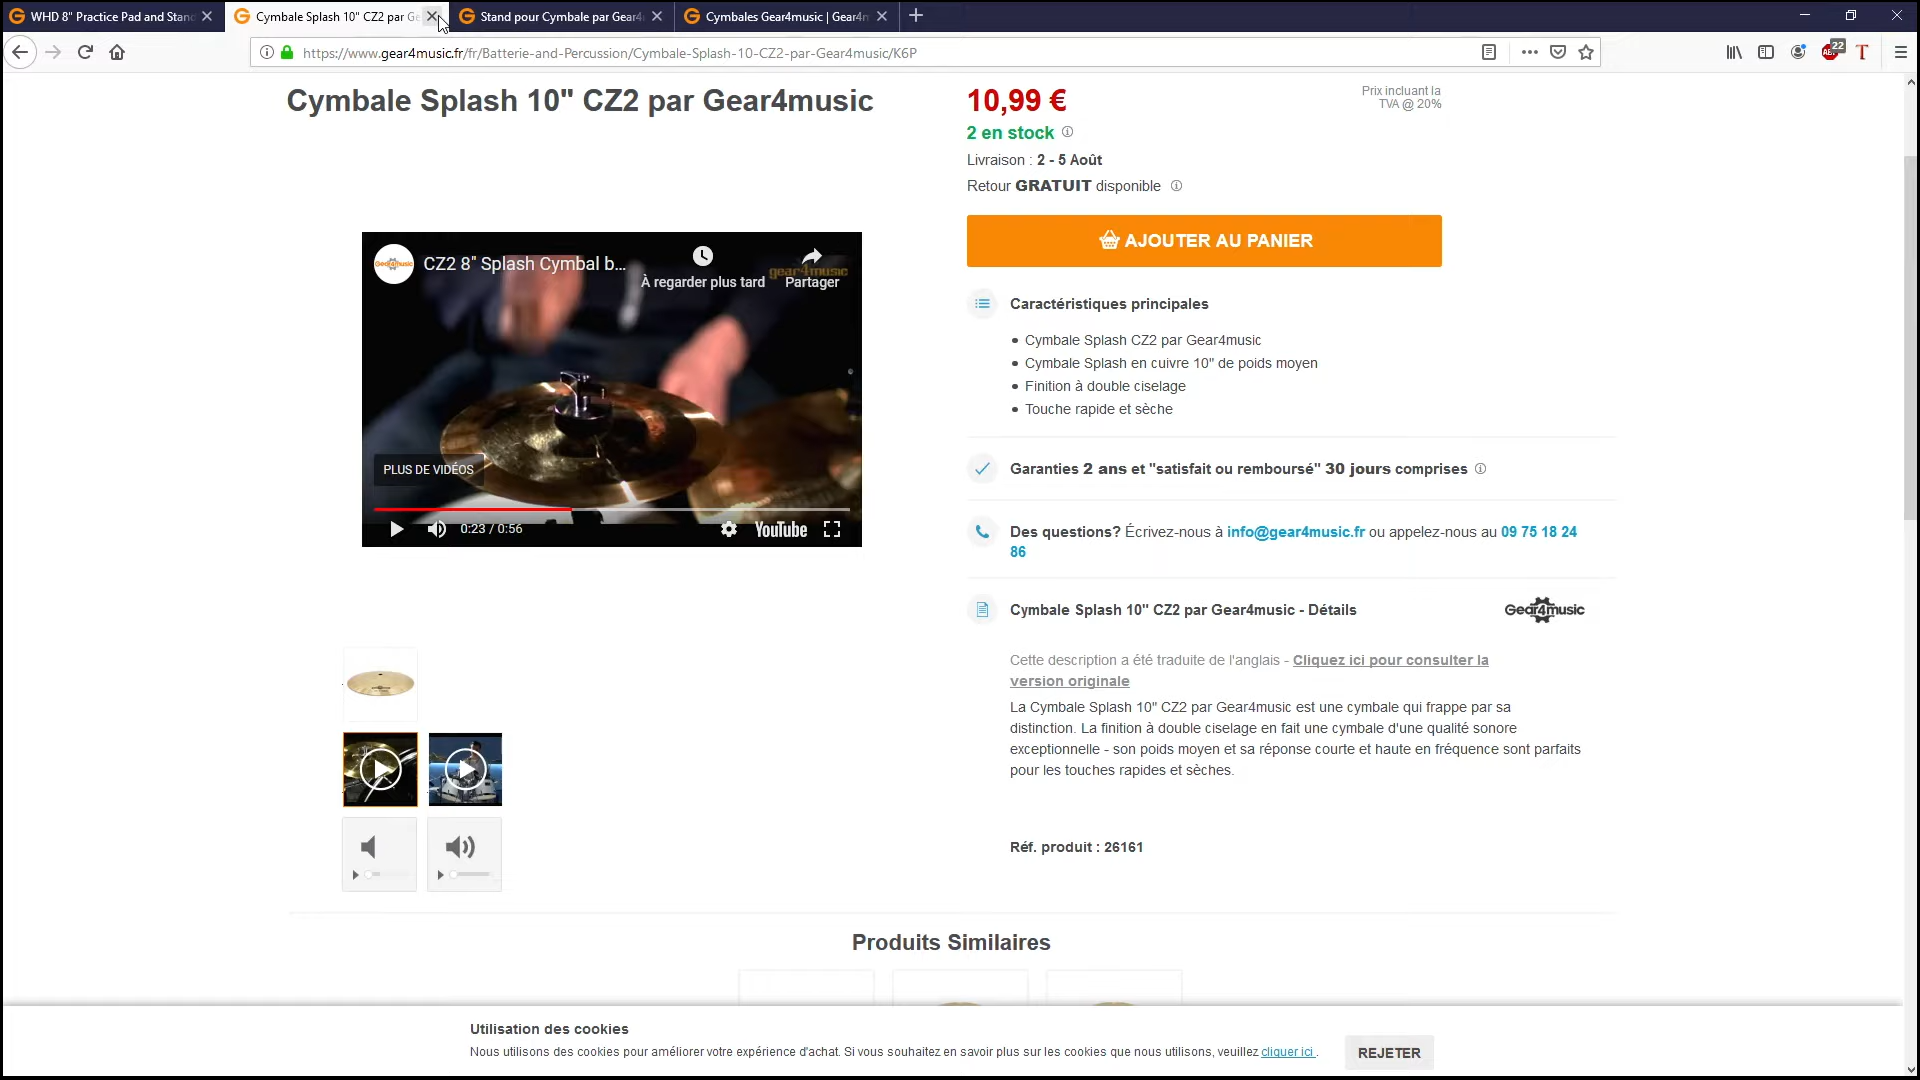 WHD 8" Practice Pad and Stand
Cymbale Splash 10" CZ2 par Ge
Stand pour Cymbale par Gear4
Cymbales Gear4music | Gear4m
https://www.gear4music.fr/fr/Batterie-and-Percussion/Cymbale-Splash-10-CZ2-par-Gear4music/K6P
22
T
Cymbale Splash 10" CZ2 par Gear4music
10,99 €
Prix incluant la
TVA @ 20%
2 en stock
Livraison : 2 - 5 Août
Retour GRATUIT disponible
AJOUTER AU PANIER
Gear4music
CZ2 8" Splash Cymbal b...
À regarder plus tard
Partager
gear4music
PLUS DE VIDÉOS
0:23 / 0:56
YouTube
Caractéristiques principales
• Cymbale Splash CZ2 par Gear4music
• Cymbale Splash en cuivre 10" de poids moyen
• Finition à double ciselage
• Touche rapide et sèche
Garanties 2 ans et "satisfait ou remboursé" 30 jours comprises
Des questions? Écrivez-nous à info@gear4music.fr ou appelez-nous au 09 75 18 24
86
Cymbale Splash 10" CZ2 par Gear4music - Détails
Gear4music
Cette description a été traduite de l'anglais - Cliquez ici pour consulter la
version originale
La Cymbale Splash 10" CZ2 par Gear4music est une cymbale qui frappe par sa
distinction. La finition à double ciselage en fait une cymbale d'une qualité sonore
exceptionnelle - son poids moyen et sa réponse courte et haute en fréquence sont parfaits
pour les touches rapides et sèches.
Réf. produit : 26161
Produits Similaires
Utilisation des cookies
Nous utilisons des cookies pour améliorer votre expérience d'achat. Si vous souhaitez en savoir plus sur les cookies que nous utilisons, veuillez cliquer ici .
REJETER